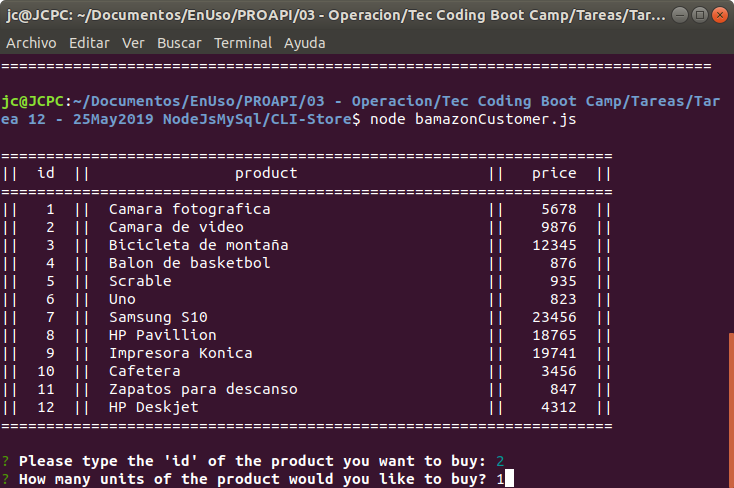 jc@JCPC: ~/Documentos/EnUso/PROAPI/03 - Operacion/Tec Coding Boot Camp/Tareas/Tar...
Archivo Editar Ver Buscar Terminal Ayuda
===============================================================================
jc@JCPC:~/Documentos/EnUso/PROAPI/03 - Operacion/Tec Coding Boot Camp/Tareas/Tar
ea 12 - 25May2019 NodeJsMySql/CLI-Store$ node bamazonCustomer.js
====================================================================
||  id  ||                product                     ||   price  ||
====================================================================
||   1  ||  Camara fotografica                        ||    5678  ||
||   2  ||  Camara de video                           ||    9876  ||
||   3  ||  Bicicleta de montaña                      ||   12345  ||
||   4  ||  Balon de basketbol                        ||     876  ||
||   5  ||  Scrable                                   ||     935  ||
||   6  ||  Uno                                       ||     823  ||
||   7  ||  Samsung S10                               ||   23456  ||
||   8  ||  HP Pavillion                              ||   18765  ||
||   9  ||  Impresora Konica                          ||   19741  ||
||  10  ||  Cafetera                                  ||    3456  ||
||  11  ||  Zapatos para descanso                     ||     847  ||
||  12  ||  HP Deskjet                                ||    4312  ||
====================================================================
? Please type the 'id' of the product you want to buy: 2
? How many units of the product would you like to buy? 1